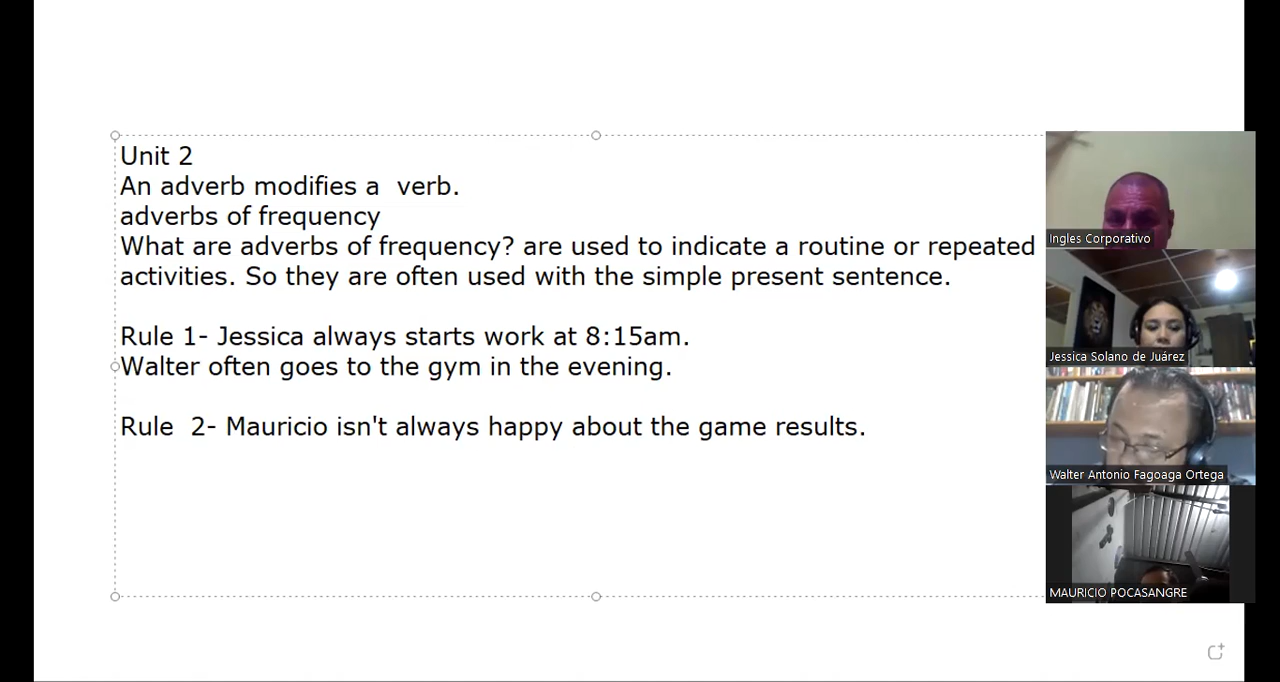 Unit 2
An adverb modifies a  verb.
adverbs of frequency
What are adverbs of frequency? are used to indicate a routine or repeated
activities. So they are often used with the simple present sentence.
Rule 1- Jessica always starts work at 8:15am.
Walter often goes to the gym in the evening.
Rule  2- Mauricio isn't always happy about the game results.
Ingles Corporativo
Jessica Solano de Juárez
Walter Antonio Fagoaga Ortega
MAURICIO POCASANGRE